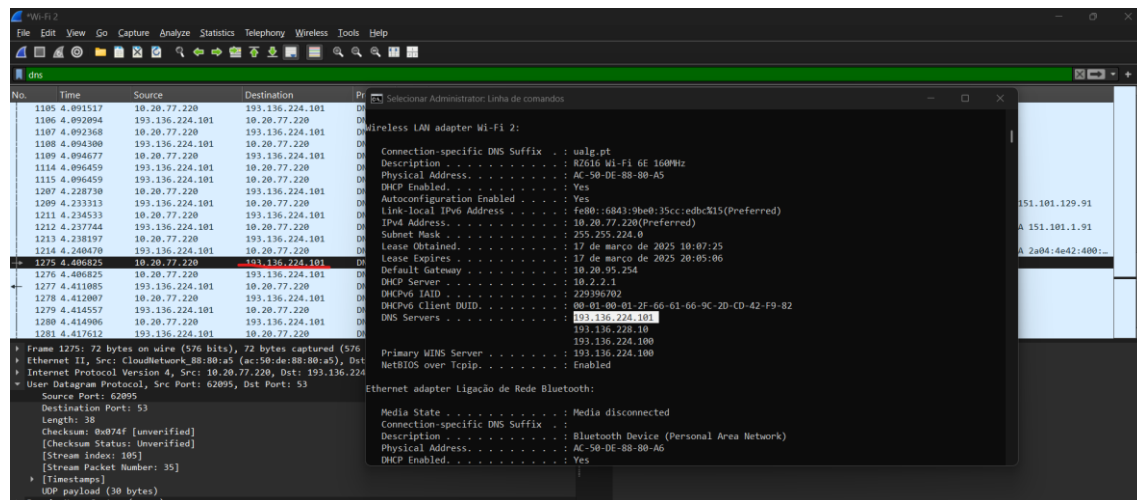 *Wi-Fi 2
File Edit View Go Capture Analyze Statistics Telephony Wireless Tools Help
dns
No. Time Source Destination
1105 4.091517 10.20.77.220 193.136.224.101
1106 4.092094 193.136.224.101 10.20.77.220
1107 4.092368 10.20.77.220 193.136.224.101
1108 4.094300 193.136.224.101 10.20.77.220
1109 4.094677 10.20.77.220 193.136.224.101
1114 4.096459 193.136.224.101 10.20.77.220
1115 4.096459 193.136.224.101 10.20.77.220
1207 4.228730 10.20.77.220 193.136.224.101
1209 4.233313 193.136.224.101 10.20.77.220 151.101.129.91
1211 4.234533 10.20.77.220 193.136.224.101
1212 4.237744 193.136.224.101 10.20.77.220 A 151.101.1.91
1213 4.238197 10.20.77.220 193.136.224.101
1214 4.240470 193.136.224.101 10.20.77.220 A 2a04:4e42:400:…
1275 4.406825 10.20.77.220 193.136.224.101
1276 4.406825 10.20.77.220 193.136.224.101
1277 4.411085 193.136.224.101 10.20.77.220
1278 4.412007 10.20.77.220 193.136.224.101
1279 4.414557 193.136.224.101 10.20.77.220
1280 4.414906 10.20.77.220 193.136.224.101
1281 4.417612 193.136.224.101 10.20.77.220
Frame 1275: 72 bytes on wire (576 bits), 72 bytes captured (576
Ethernet II, Src: CloudNetwork_88:80:a5 (ac:50:de:88:80:a5), Dst
Internet Protocol Version 4, Src: 10.20.77.220, Dst: 193.136.224
User Datagram Protocol, Src Port: 62095, Dst Port: 53
Source Port: 62095
Destination Port: 53
Length: 38
Checksum: 0x074f [unverified]
[Checksum Status: Unverified]
[Stream index: 105]
[Stream Packet Number: 35]
[Timestamps]
UDP payload (30 bytes)
Selecionar Administrator: Linha de comandos
Wireless LAN adapter Wi-Fi 2:
Connection-specific DNS Suffix . : ualg.pt
Description . . . . . . . . . . . : RZ616 Wi-Fi 6E 160MHz
Physical Address. . . . . . . . . : AC-50-DE-88-80-A5
DHCP Enabled. . . . . . . . . . . : Yes
Autoconfiguration Enabled . . . . : Yes
Link-local IPv6 Address . . . . . : fe80::6843:9be0:35cc:edbc%15(Preferred)
IPv4 Address. . . . . . . . . . . : 10.20.77.220(Preferred)
Subnet Mask . . . . . . . . . . . : 255.255.224.0
Lease Obtained. . . . . . . . . . : 17 de março de 2025 10:07:25
Lease Expires . . . . . . . . . . : 17 de março de 2025 20:05:06
Default Gateway . . . . . . . . . : 10.20.95.254
DHCP Server . . . . . . . . . . . : 10.2.2.1
DHCPv6 IAID . . . . . . . . . . . : 229396702
DHCPv6 Client DUID. . . . . . . . : 00-01-00-01-2F-66-61-66-9C-2D-CD-42-F9-82
DNS Servers . . . . . . . . . . . : 193.136.224.101
193.136.228.10
193.136.224.100
Primary WINS Server . . . . . . . : 193.136.224.100
NetBIOS over Tcpip. . . . . . . . : Enabled
Ethernet adapter Ligação de Rede Bluetooth:
Media State . . . . . . . . . . . : Media disconnected
Connection-specific DNS Suffix . :
Description . . . . . . . . . . . : Bluetooth Device (Personal Area Network)
Physical Address. . . . . . . . . : AC-50-DE-88-80-A6
DHCP Enabled. . . . . . . . . . . : Yes